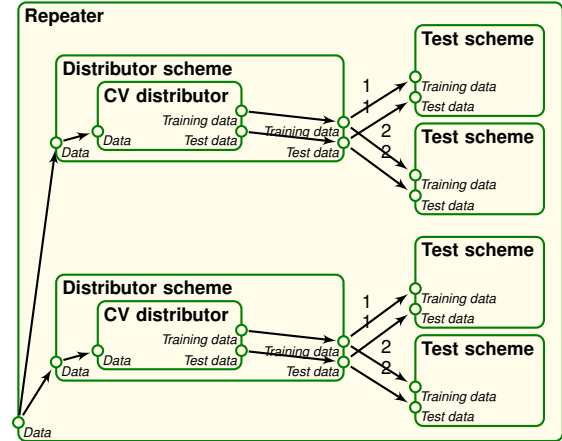 Repeater
Test scheme
Distributor scheme
CV distributor
1
Training data
1
Training data
Test data
Training data
Data
Test data
2
Test scheme
Data
Test data
2
Training data
Test data
Test scheme
Distributor scheme
CV distributor
1
Training data
1
Training data
Test data
Training data
Data
Test data
2
Test scheme
Data
Test data
2
Training data
Test data
Data